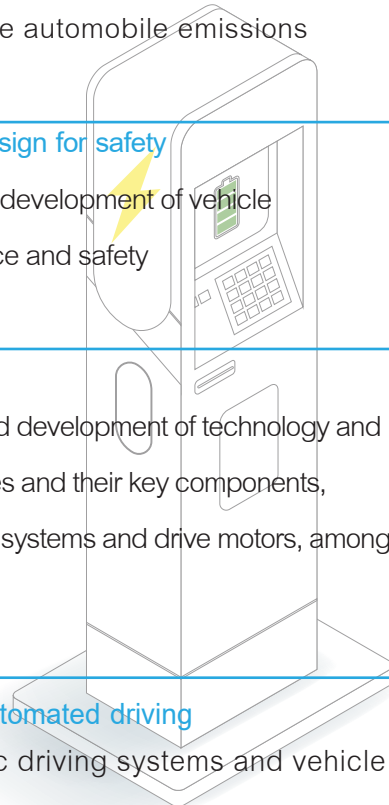 e automobile emissions
sign for safety
development of vehicle
ce and safety
d development of technology and
es and their key components,
systems and drive motors, among
tomated driving
c driving systems and vehicle